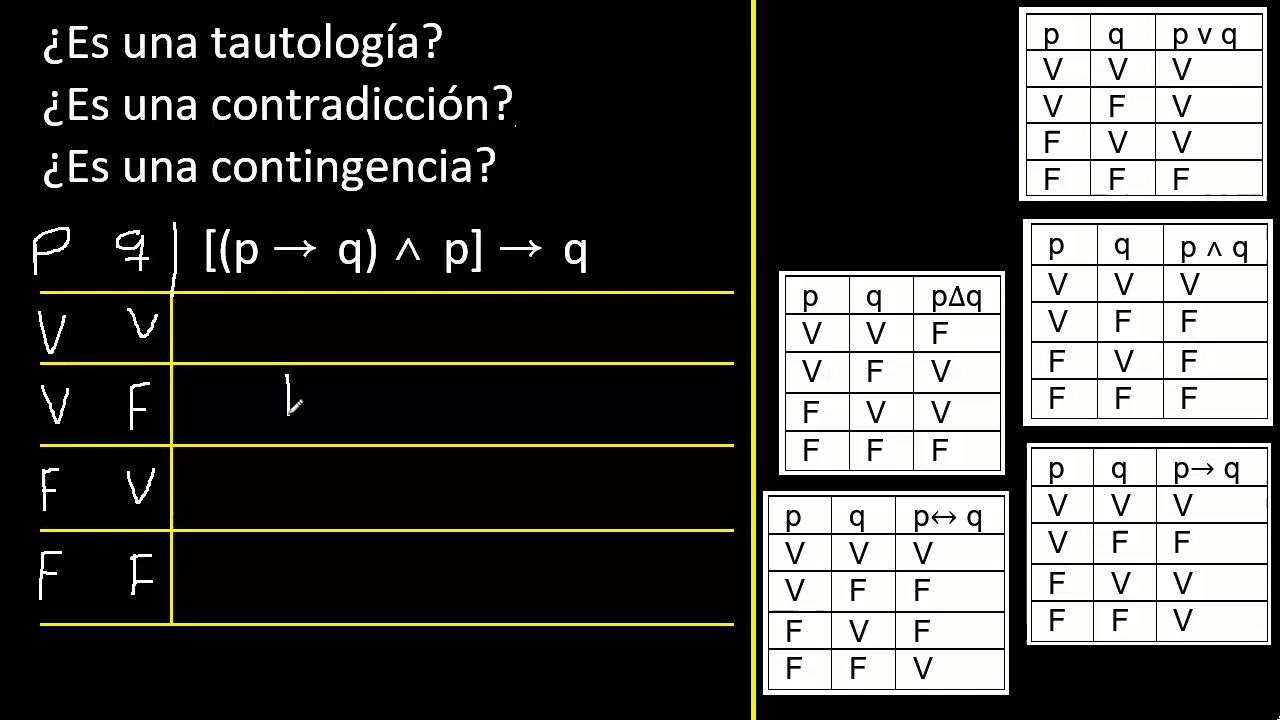 ¿Es una tautología?
¿Es una contradicción?
¿Es una contingencia?
p q [(p → q) ∧ p] → q
V V
V F
F V
F F
p q p v q
V V V
V F V
F V V
F F F
p q p ∧ q
V V V
V F F
F V F
F F F
p q pΔq
V V F
V F V
F V V
F F F
p q p→ q
V V V
V F F
F V V
F F V
p q p↔ q
V V V
V F F
F V F
F F V